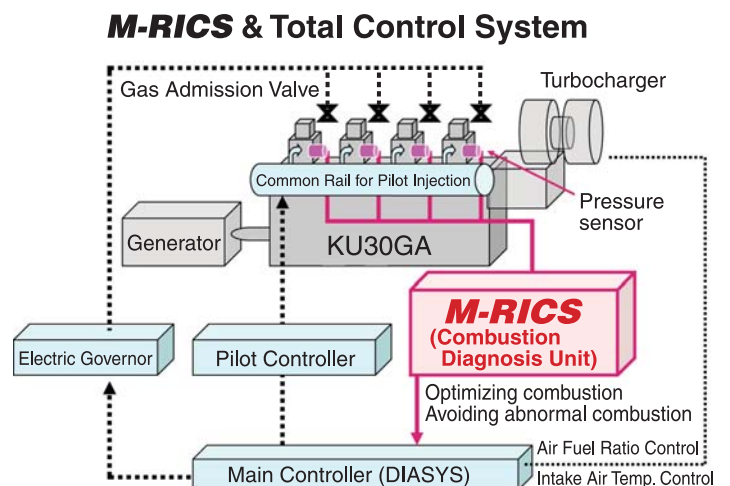 M-RICS & Total Control System
Gas Admission Valve
Turbocharger
Common Rail for Pilot Injection
Pressure
sensor
Generator
KU30GA
M-RICS
(Combustion
Diagnosis Unit)
Electric Governor
Pilot Controller
Optimizing combustion
Avoiding abnormal combustion
Air Fuel Ratio Control
Main Controller (DIASYS)
Intake Air Temp. Control